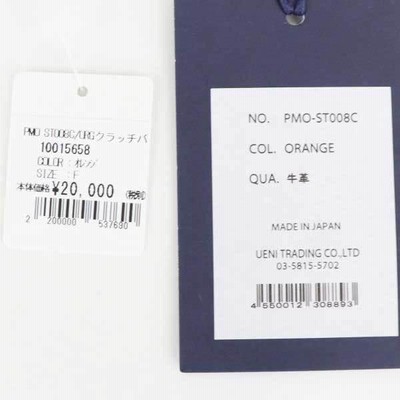 PMO ST008C/ORGクラッチバ
10015658
COLOR :ｵﾚﾝｼﾞ
SIZE :F
本体価格 ¥20,000 (税別)
2 200000 537690
NO. PMO-ST008C
COL. ORANGE
QUA. 牛革
MADE IN JAPAN
UENI TRADING CO.,LTD
03-5815-5702
4 550012 308893